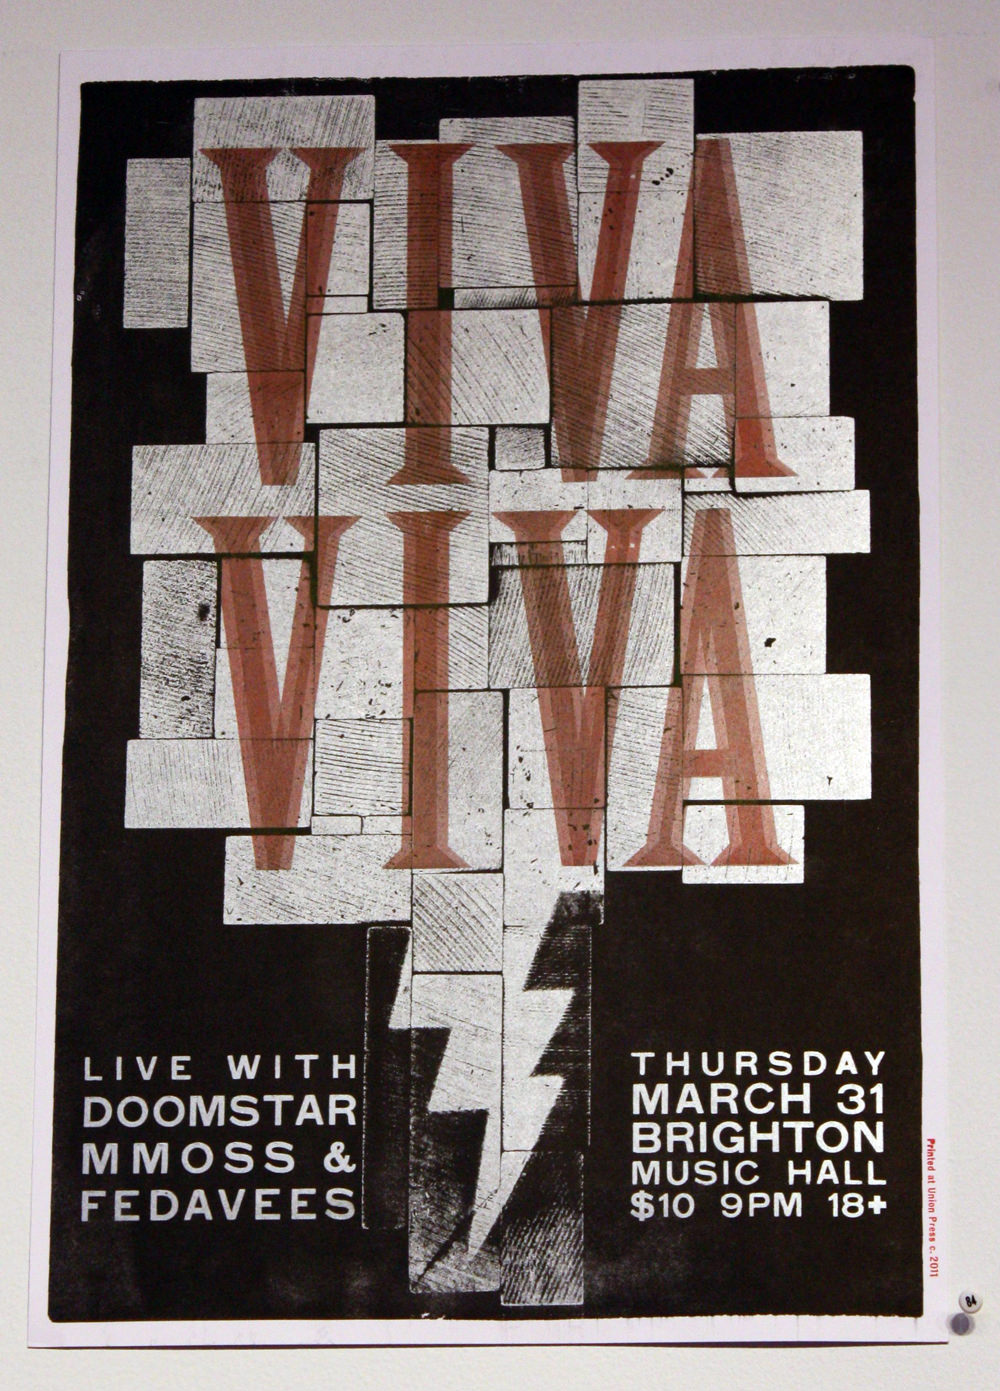 VIVA
VIVA
LIVE WITH
DOOMSTAR
MMOSS &
FEDAVEES
THURSDAY
MARCH 31
BRIGHTON
MUSIC HALL
$10 9PM 18+
Printed at Union Press c. 2011
84